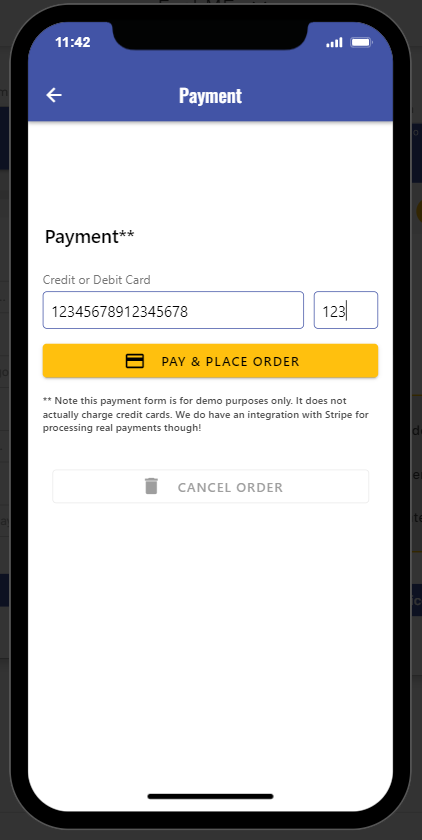 11:42
Payment
Payment**
Credit or Debit Card
12345678912345678
123
PAY & PLACE ORDER
** Note this payment form is for demo purposes only. It does not
actually charge credit cards. We do have an integration with Stripe for
processing real payments though!
CANCEL ORDER